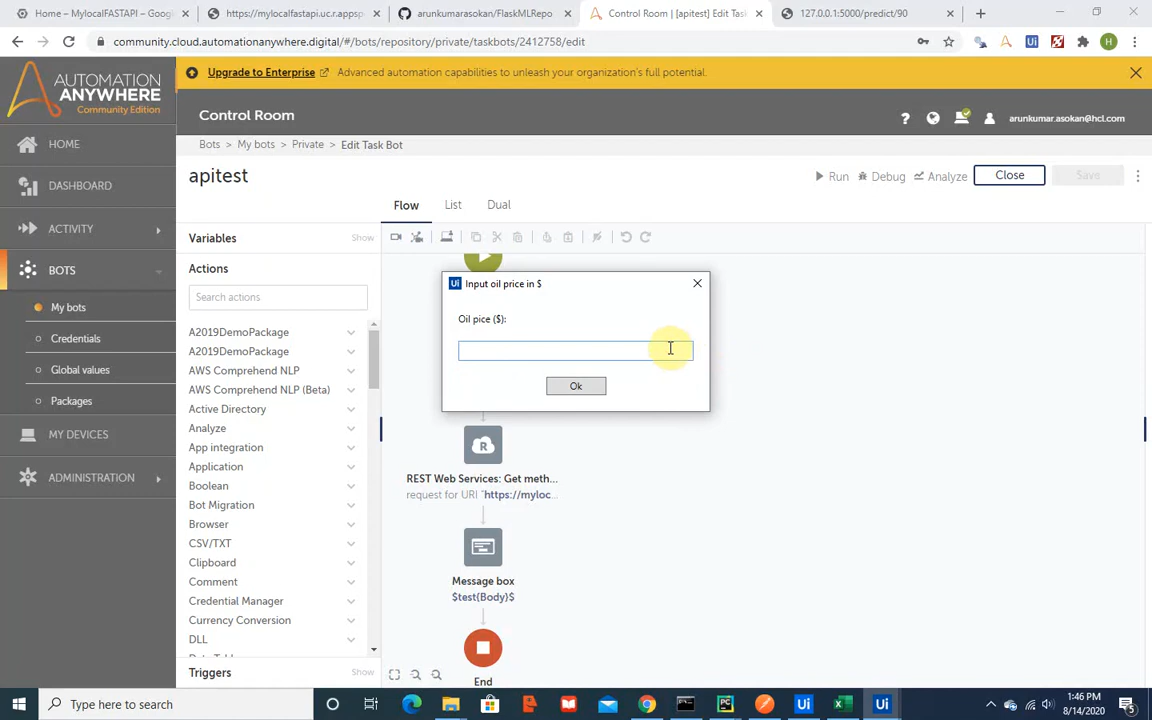 Home – MylocalFASTAPI – Google
https://mylocalfastapi.uc.r.appsp
arunkumarasokan/FlaskMLRepo
Control Room | [apitest] Edit Tas
127.0.0.1:5000/predict/90
community.cloud.automationanywhere.digital/#/bots/repository/private/taskbots/2412758/edit
H
AUTOMATION
ANYWHERE
Community Edition
Upgrade to Enterprise
Advanced automation capabilities to unleash your organization's full potential.
Control Room
arunkumar.asokan@hcl.com
HOME
DASHBOARD
ACTIVITY
BOTS
My bots
Credentials
Global values
Packages
MY DEVICES
ADMINISTRATION
Bots > My bots > Private > Edit Task Bot
apitest
Run
Debug
Analyze
Close
Save
Flow
List
Dual
Variables
Show
Actions
Search actions
A2019DemoPackage
A2019DemoPackage
AWS Comprehend NLP
AWS Comprehend NLP (Beta)
Active Directory
Analyze
App integration
Application
Boolean
Bot Migration
Browser
CSV/TXT
Clipboard
Comment
Credential Manager
Currency Conversion
DLL
Triggers
Show
Ui Input oil price in $
Oil pice ($):
Ok
R
REST Web Services: Get meth...
request for URI "https://myloc...
Message box
$test{Body}$
End
Type here to search
PC
Ui
Ui
1:46 PM
8/14/2020
5